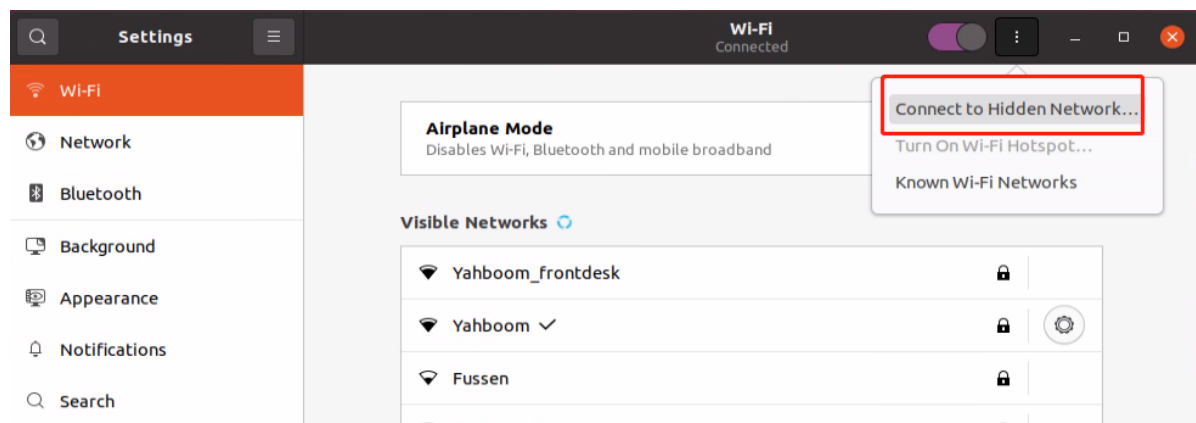 Settings
Wi-Fi
Connected
Wi-Fi
Network
Bluetooth
Background
Appearance
Notifications
Search
Airplane Mode
Disables Wi-Fi, Bluetooth and mobile broadband
Connect to Hidden Network...
Turn On Wi-Fi Hotspot...
Known Wi-Fi Networks
Visible Networks
Yahboom_frontdesk
Yahboom
Fussen